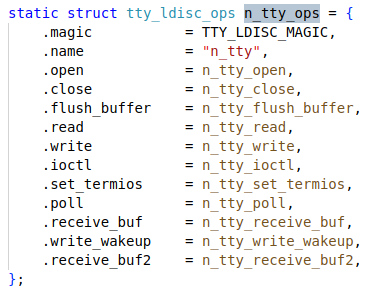 static struct tty_ldisc_ops n_tty_ops = {
    .magic           = TTY_LDISC_MAGIC,
    .name            = "n_tty",
    .open            = n_tty_open,
    .close           = n_tty_close,
    .flush_buffer    = n_tty_flush_buffer,
    .read            = n_tty_read,
    .write           = n_tty_write,
    .ioctl           = n_tty_ioctl,
    .set_termios     = n_tty_set_termios,
    .poll            = n_tty_poll,
    .receive_buf     = n_tty_receive_buf,
    .write_wakeup    = n_tty_write_wakeup,
    .receive_buf2    = n_tty_receive_buf2,
};